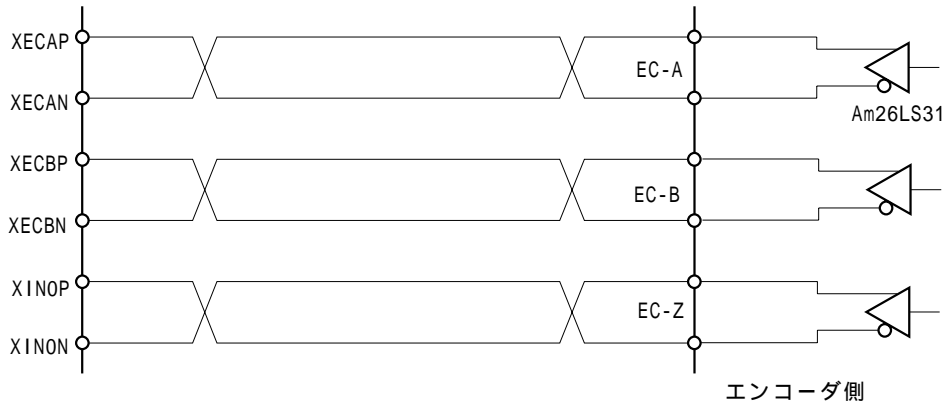 XECAP
EC-A
XECAN
Am26LS31
XECBP
EC-B
XECBN
XINOP
EC-Z
XINON
エンコーダ側